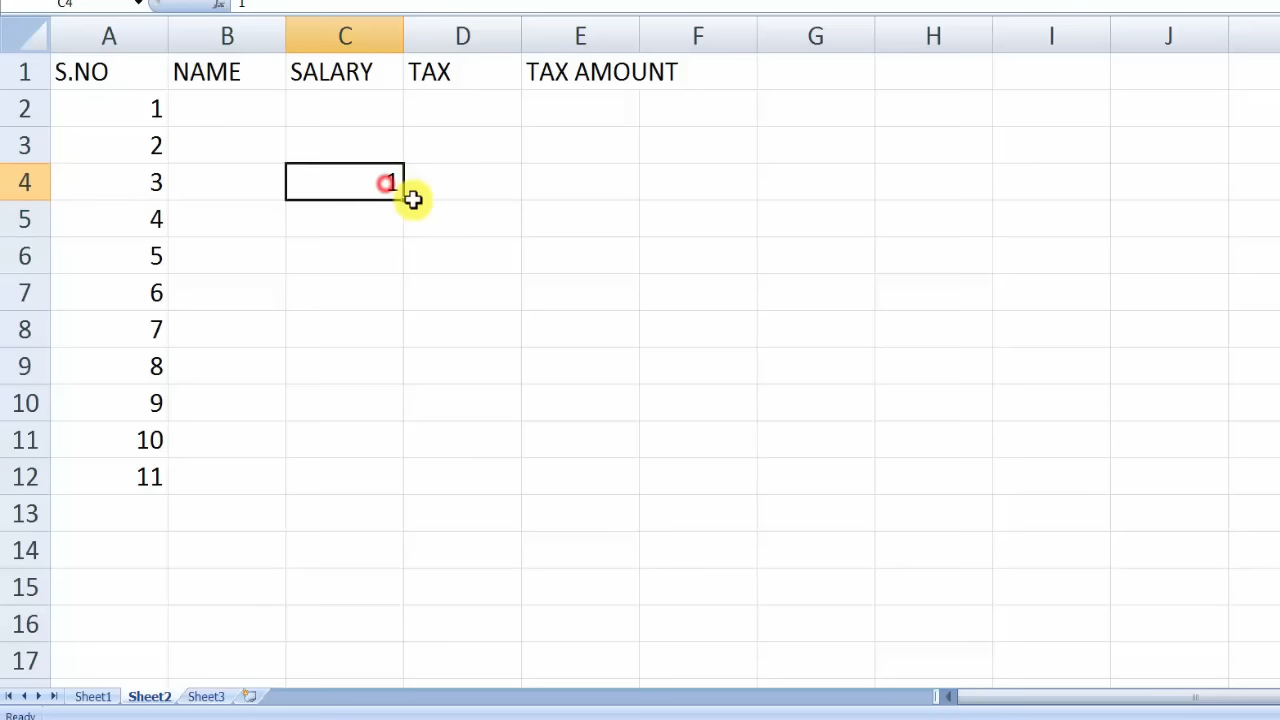 C4 fx 1
A B C D E F G H I J
1 S.NO NAME SALARY TAX TAX AMOUNT
2 1
3 2
4 3 1
5 4
6 5
7 6
8 7
9 8
10 9
11 10
12 11
13
14
15
16
17
Sheet1 Sheet2 Sheet3
Ready